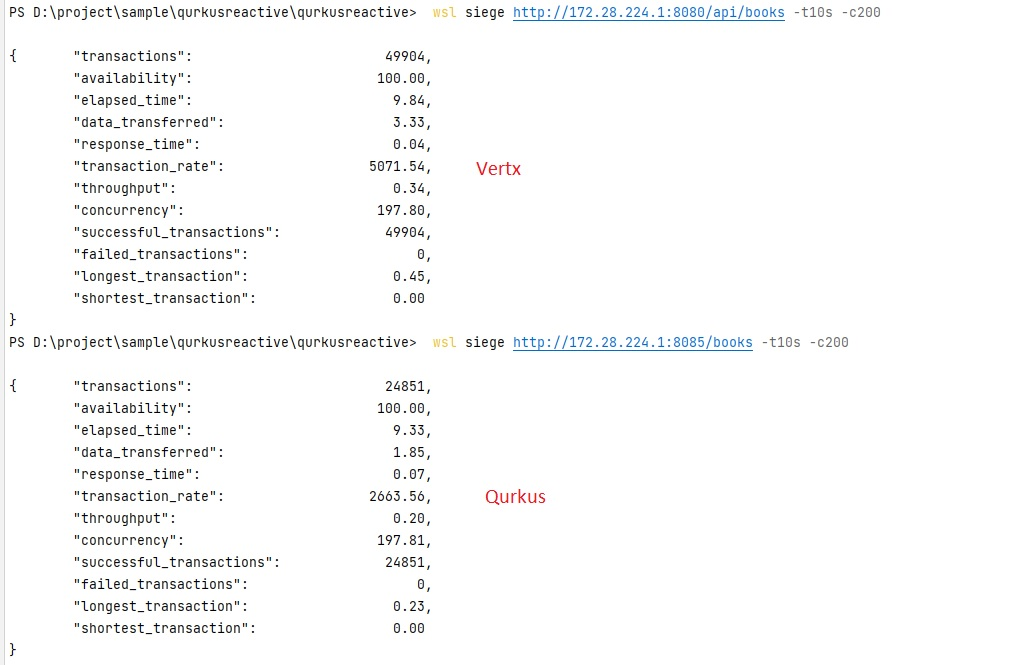 PS D:\project\sample\qurkusreactive\qurkusreactive> wsl siege http://172.28.224.1:8080/api/books -t10s -c200
{ "transactions": 49904,
"availability": 100.00,
"elapsed_time": 9.84,
"data_transferred": 3.33,
"response_time": 0.04,
"transaction_rate": 5071.54,
Vertx
"throughput": 0.34,
"concurrency": 197.80,
"successful_transactions": 49904,
"failed_transactions": 0,
"longest_transaction": 0.45,
"shortest_transaction": 0.00
}
PS D:\project\sample\qurkusreactive\qurkusreactive> wsl siege http://172.28.224.1:8085/books -t10s -c200
{ "transactions": 24851,
"availability": 100.00,
"elapsed_time": 9.33,
"data_transferred": 1.85,
"response_time": 0.07,
"transaction_rate": 2663.56,
Qurkus
"throughput": 0.20,
"concurrency": 197.81,
"successful_transactions": 24851,
"failed_transactions": 0,
"longest_transaction": 0.23,
"shortest_transaction": 0.00
}